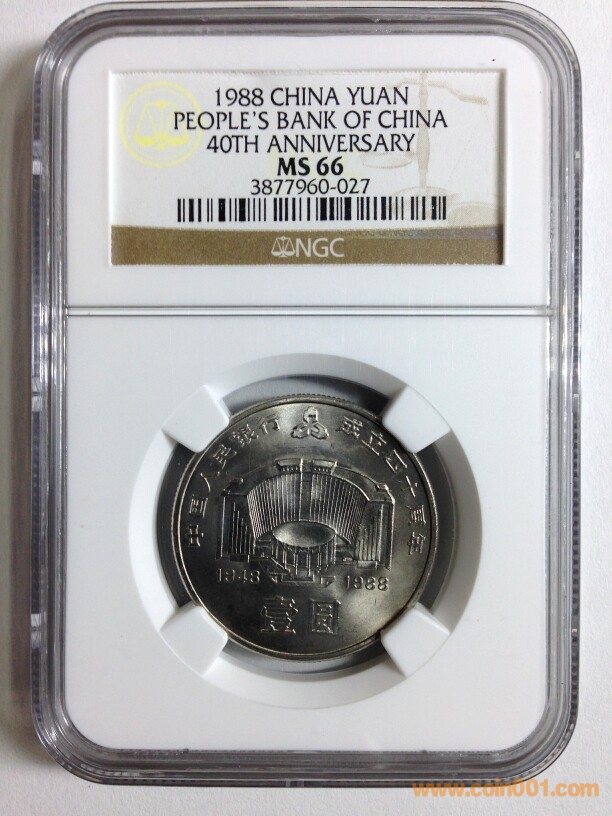 1988 CHINA YUAN
PEOPLE'S BANK OF CHINA
40TH ANNIVERSARY
MS 66
3877960-027
NGC
中国人民银行 成立四十周年
1948 1988
壹圆
www.coin001.com